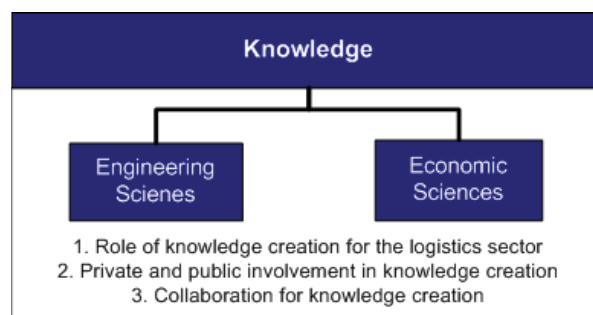 Knowledge
Engineering
Scienes
Economic
Sciences
1. Role of knowledge creation for the logistics sector
2. Private and public involvement in knowledge creation
3. Collaboration for knowledge creation